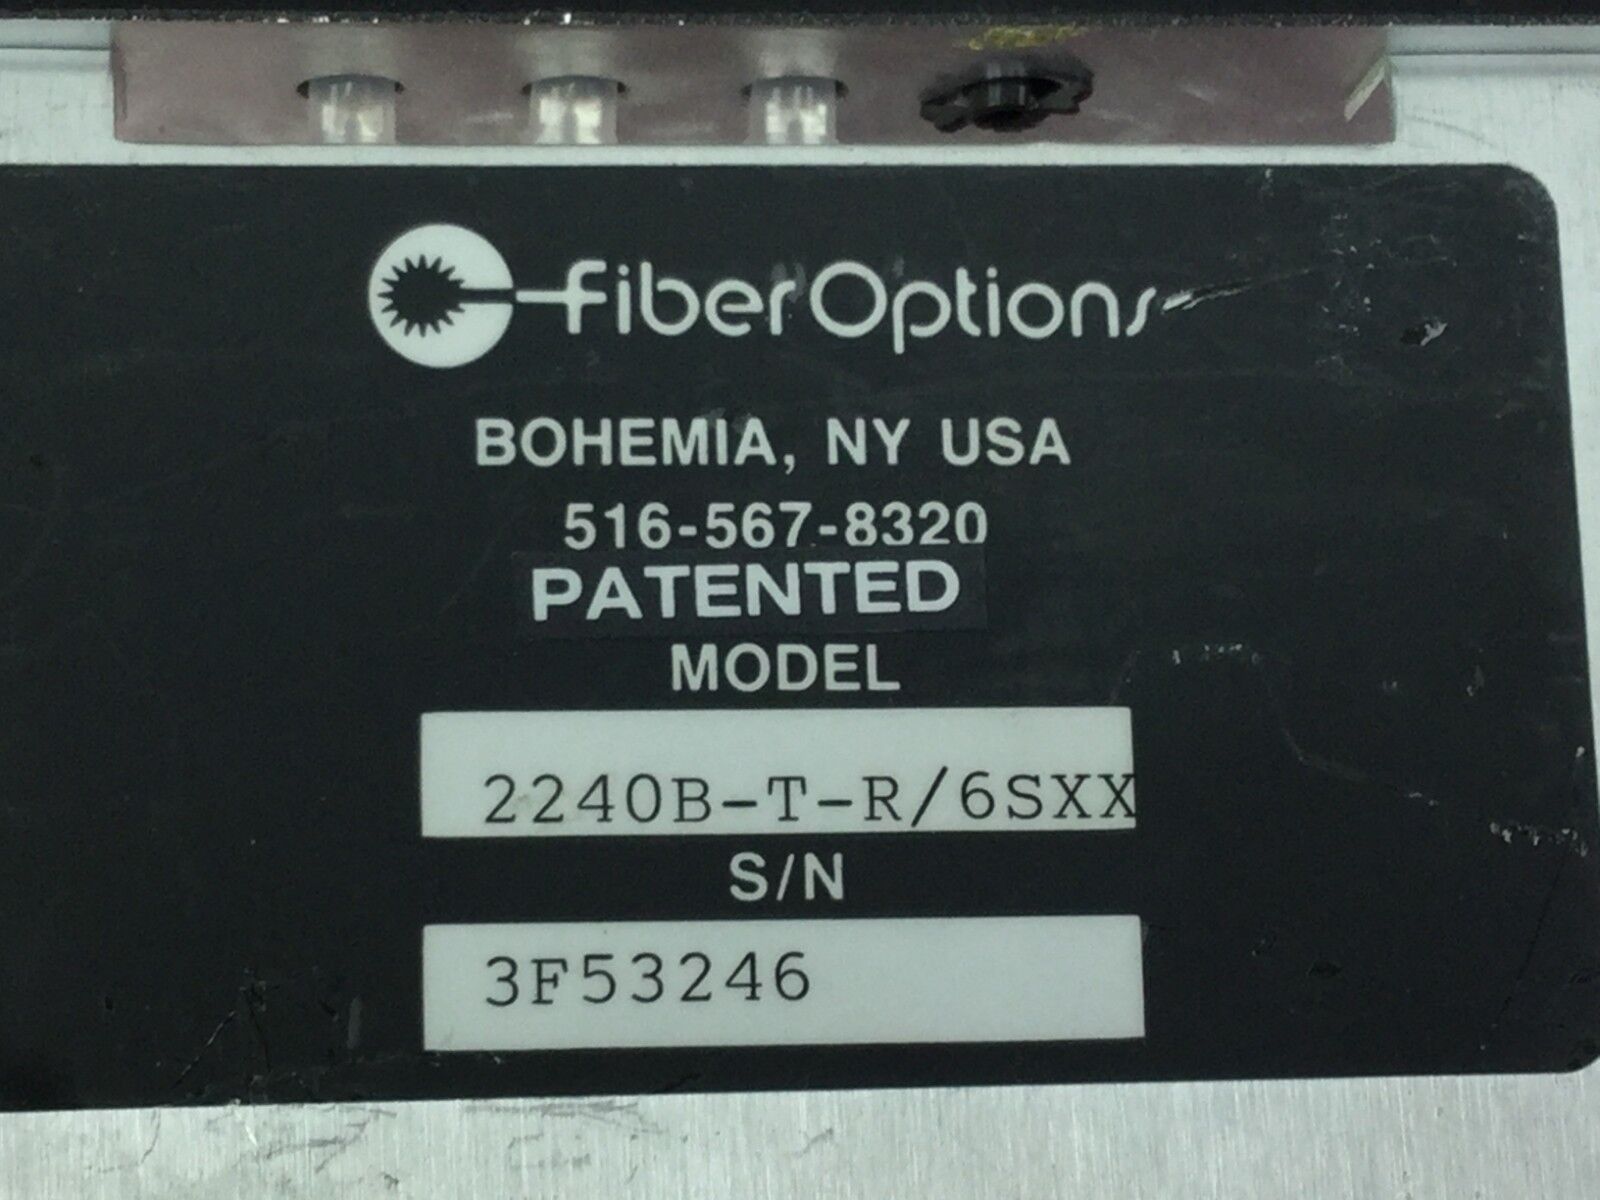 fiberOptions
BOHEMIA, NY USA
516-567-8320
PATENTED
MODEL
2240B-T-R/6SXX
S/N
3F53246